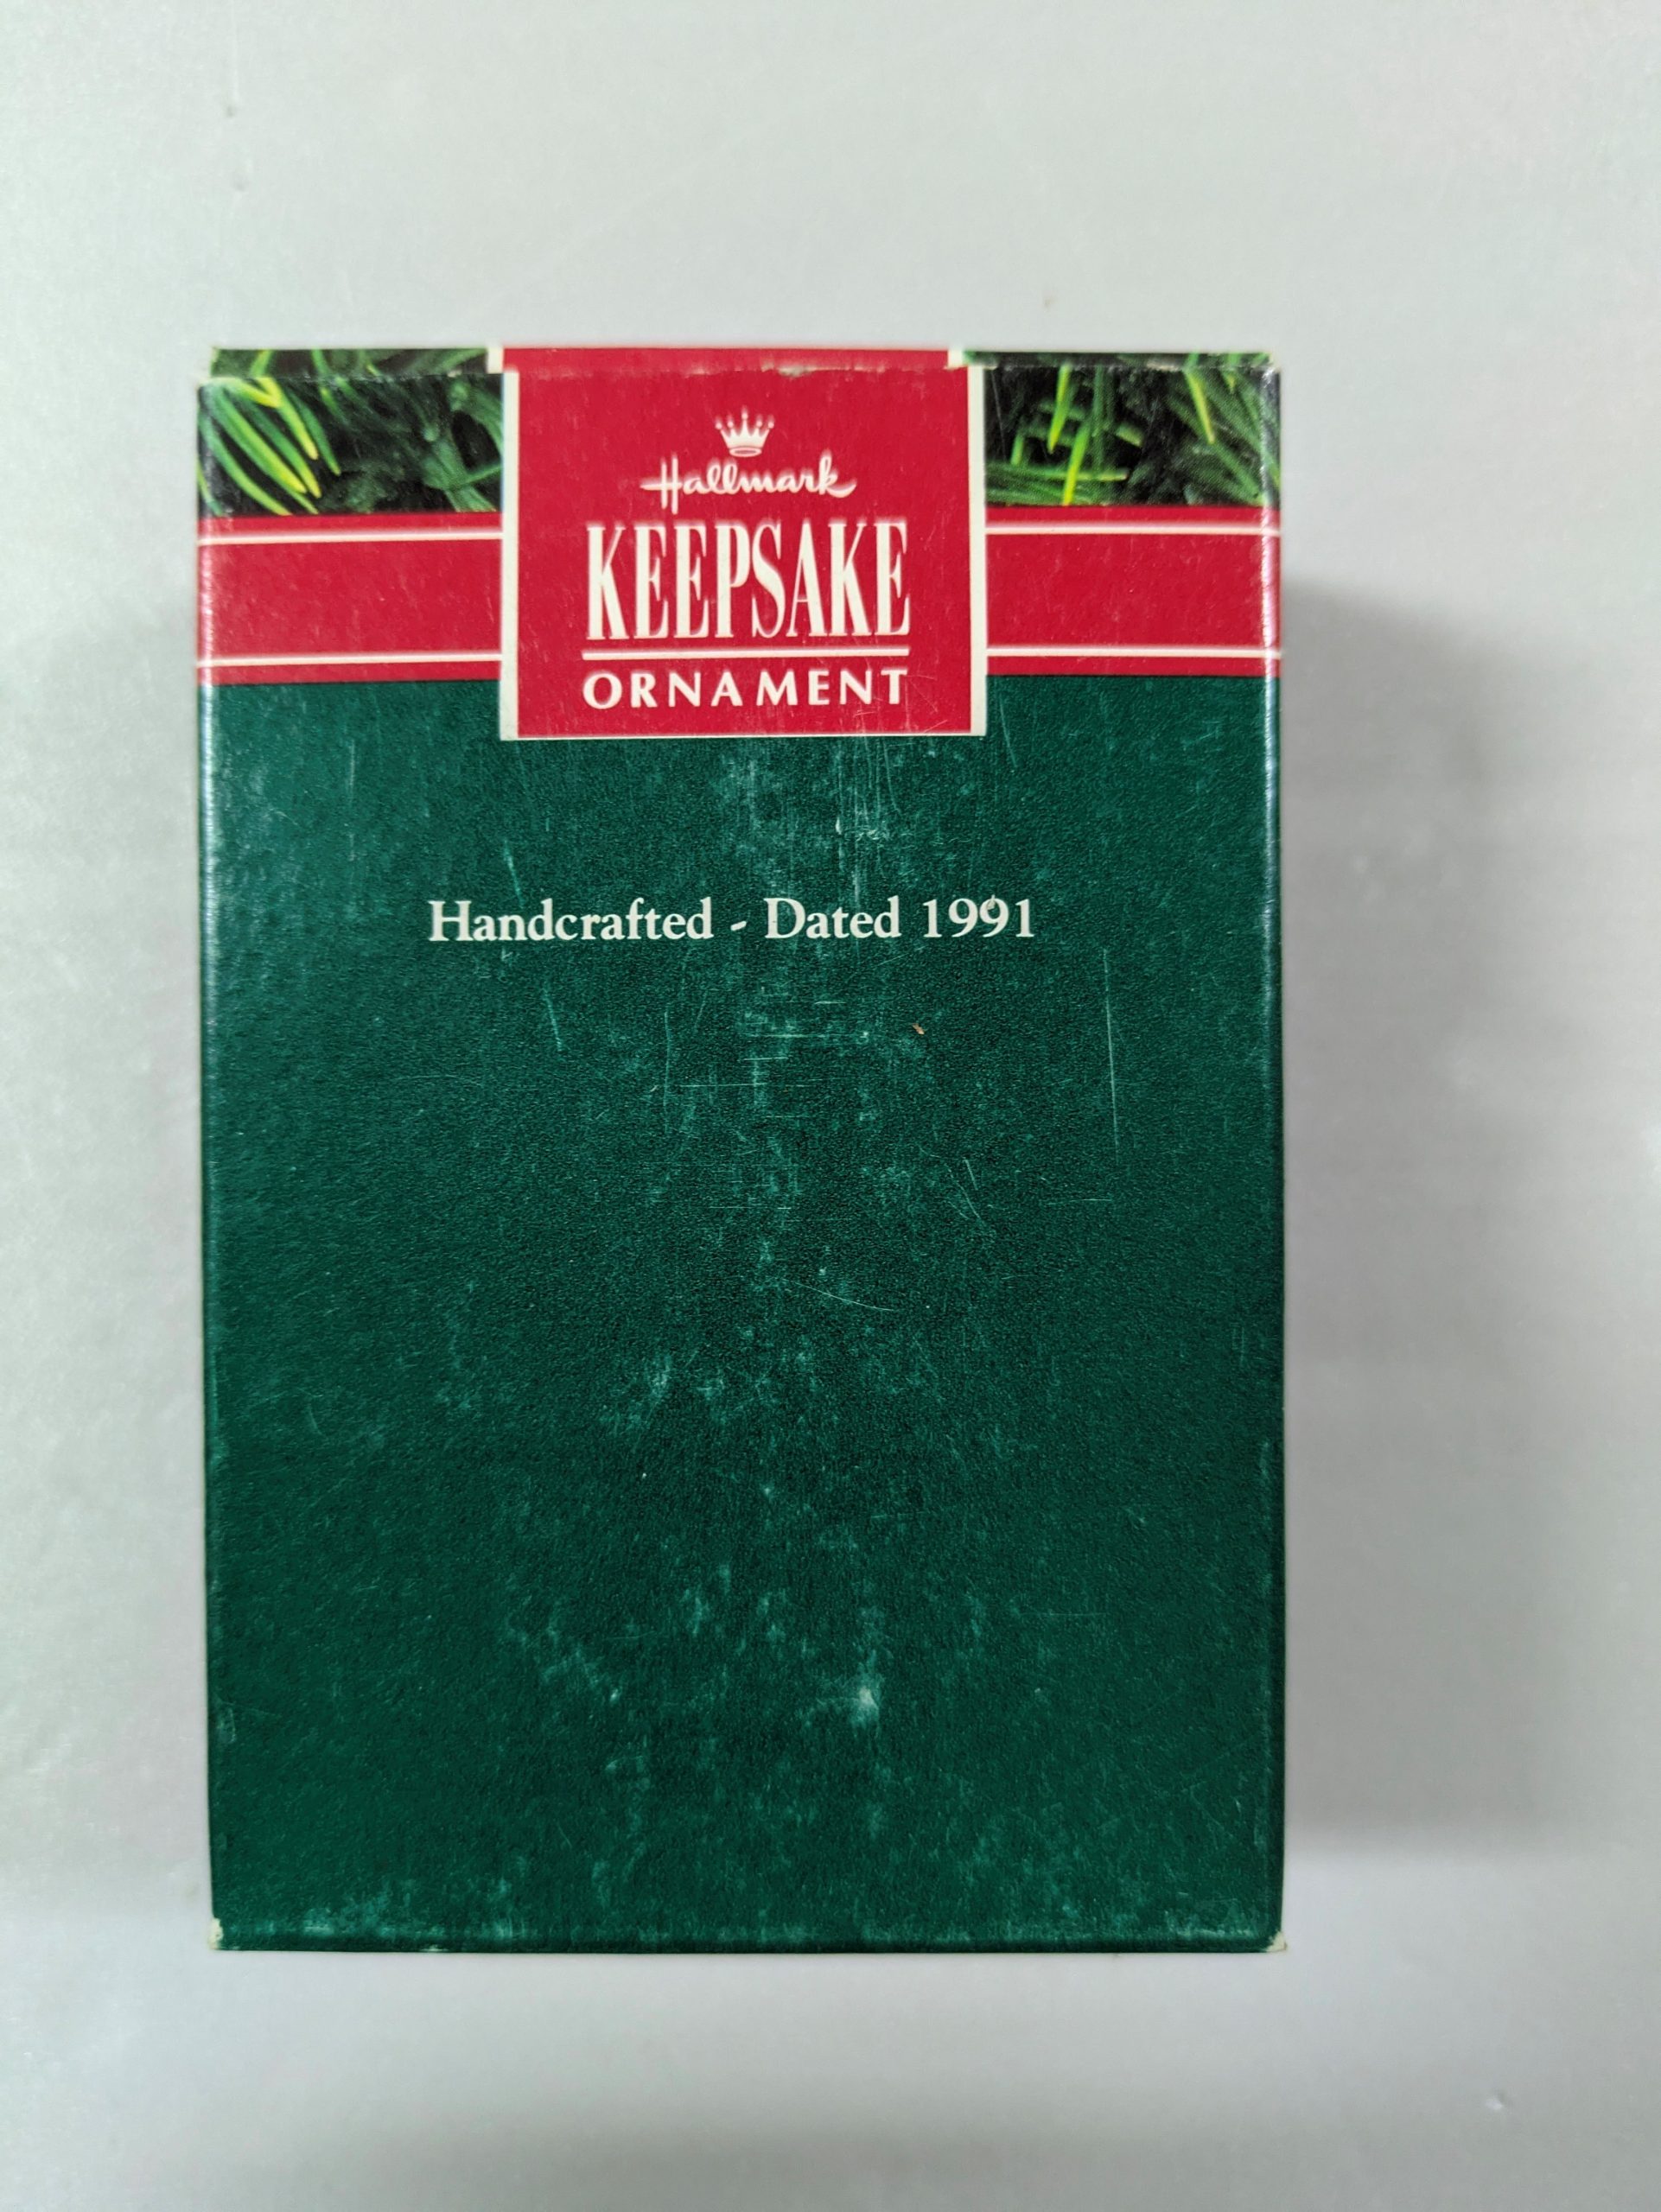 Hallmark
KEEPSAKE
ORNAMENT
Handcrafted - Dated 1991